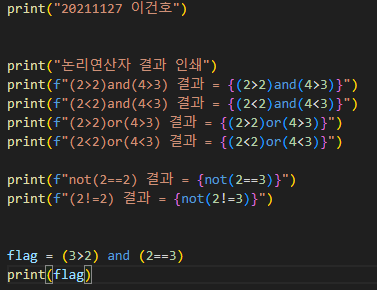 print("20211127 이건호")
print("논리연산자 결과 인쇄")
print(f"(2>2)and(4>3) 결과 = {(2>2)and(4>3)}")
print(f"(2<2)and(4<3) 결과 = {(2<2)and(4<3)}")
print(f"(2>2)or(4>3) 결과 = {(2>2)or(4>3)}")
print(f"(2<2)or(4<3) 결과 = {(2<2)or(4<3)}")
print(f"not(2==2) 결과 = {not(2==3)}")
print(f"(2!=2) 결과 = {not(2!=3)}")
flag = (3>2) and (2==3)
print(flag)